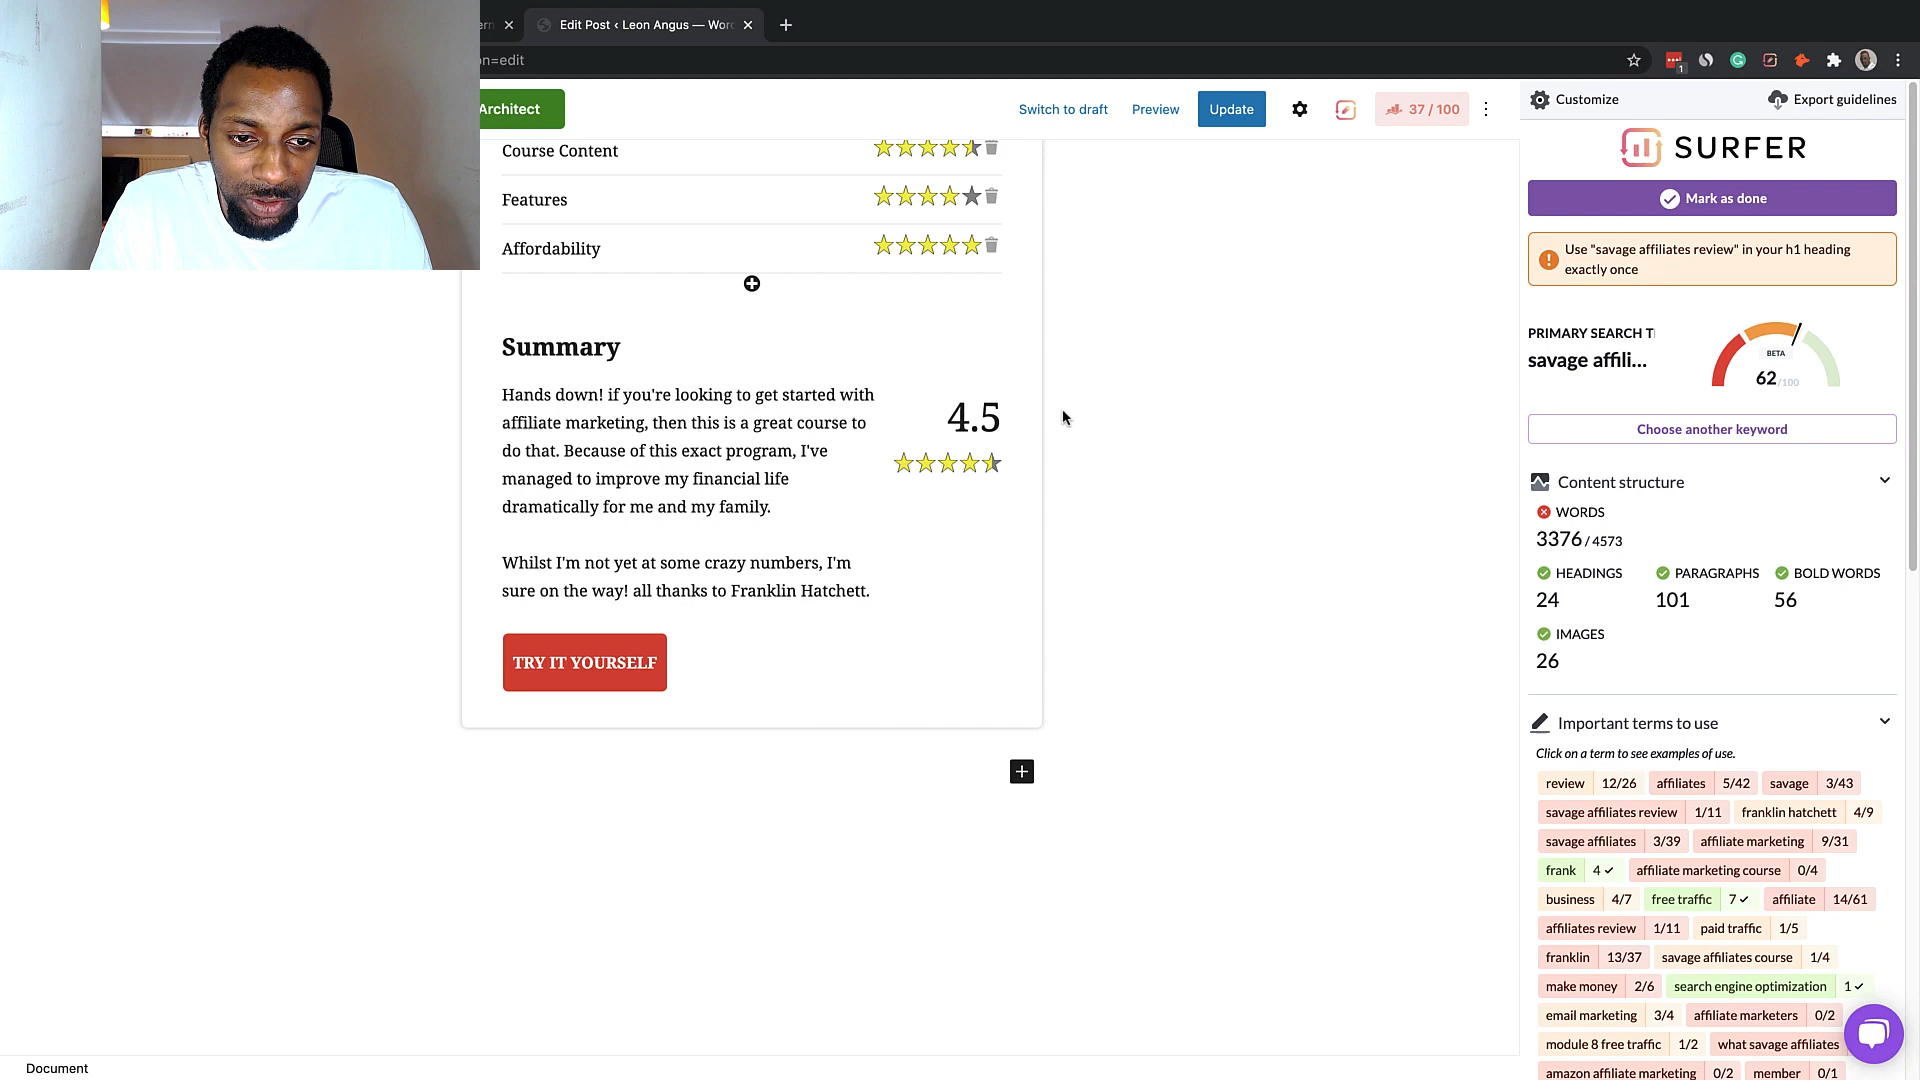 Edit Post ‹ Leon Angus — Wor
on=edit
1
Architect
Switch to draft
Preview
Update
37 / 100
Course Content
Features
Affordability
Summary
Hands down! if you're looking to get started with
affiliate marketing, then this is a great course to
do that. Because of this exact program, I've
managed to improve my financial life
dramatically for me and my family.
4.5
Whilst I'm not yet at some crazy numbers, I'm
sure on the way! all thanks to Franklin Hatchett.
TRY IT YOURSELF
Document
Customize
Export guidelines
SURFER
Mark as done
Use "savage affiliates review" in your h1 heading
exactly once
PRIMARY SEARCH T
savage affili...
BETA
62/100
Choose another keyword
Content structure
WORDS
3376 / 4573
HEADINGS PARAGRAPHS BOLD WORDS
24 101 56
IMAGES
26
Important terms to use
Click on a term to see examples of use.
review 12/26 affiliates 5/42 savage 3/43
savage affiliates review 1/11 franklin hatchett 4/9
savage affiliates 3/39 affiliate marketing 9/31
frank 4 affiliate marketing course 0/4
business 4/7 free traffic 7 affiliate 14/61
affiliates review 1/11 paid traffic 1/5
franklin 13/37 savage affiliates course 1/4
make money 2/6 search engine optimization 1
email marketing 3/4 affiliate marketers 0/2
module 8 free traffic 1/2 what savage affiliates
amazon affiliate marketing 0/2 member 0/1